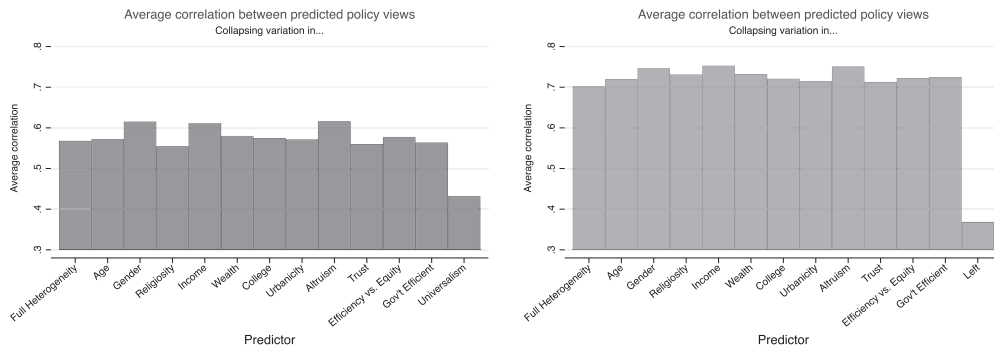 Average correlation between predicted policy views
Collapsing variation in...
Average correlation
.8
.7
.6
.5
.4
.3
Full Heterogeneity
Age
Gender
Religiosity
Income
Wealth
College
Urbanicity
Altruism
Trust
Efficiency vs. Equity
Gov't Efficient
Universalism
Predictor
Average correlation between predicted policy views
Collapsing variation in...
Average correlation
.8
.7
.6
.5
.4
.3
Full Heterogeneity
Age
Gender
Religiosity
Income
Wealth
College
Urbanicity
Altruism
Trust
Efficiency vs. Equity
Gov't Efficient
Left
Predictor